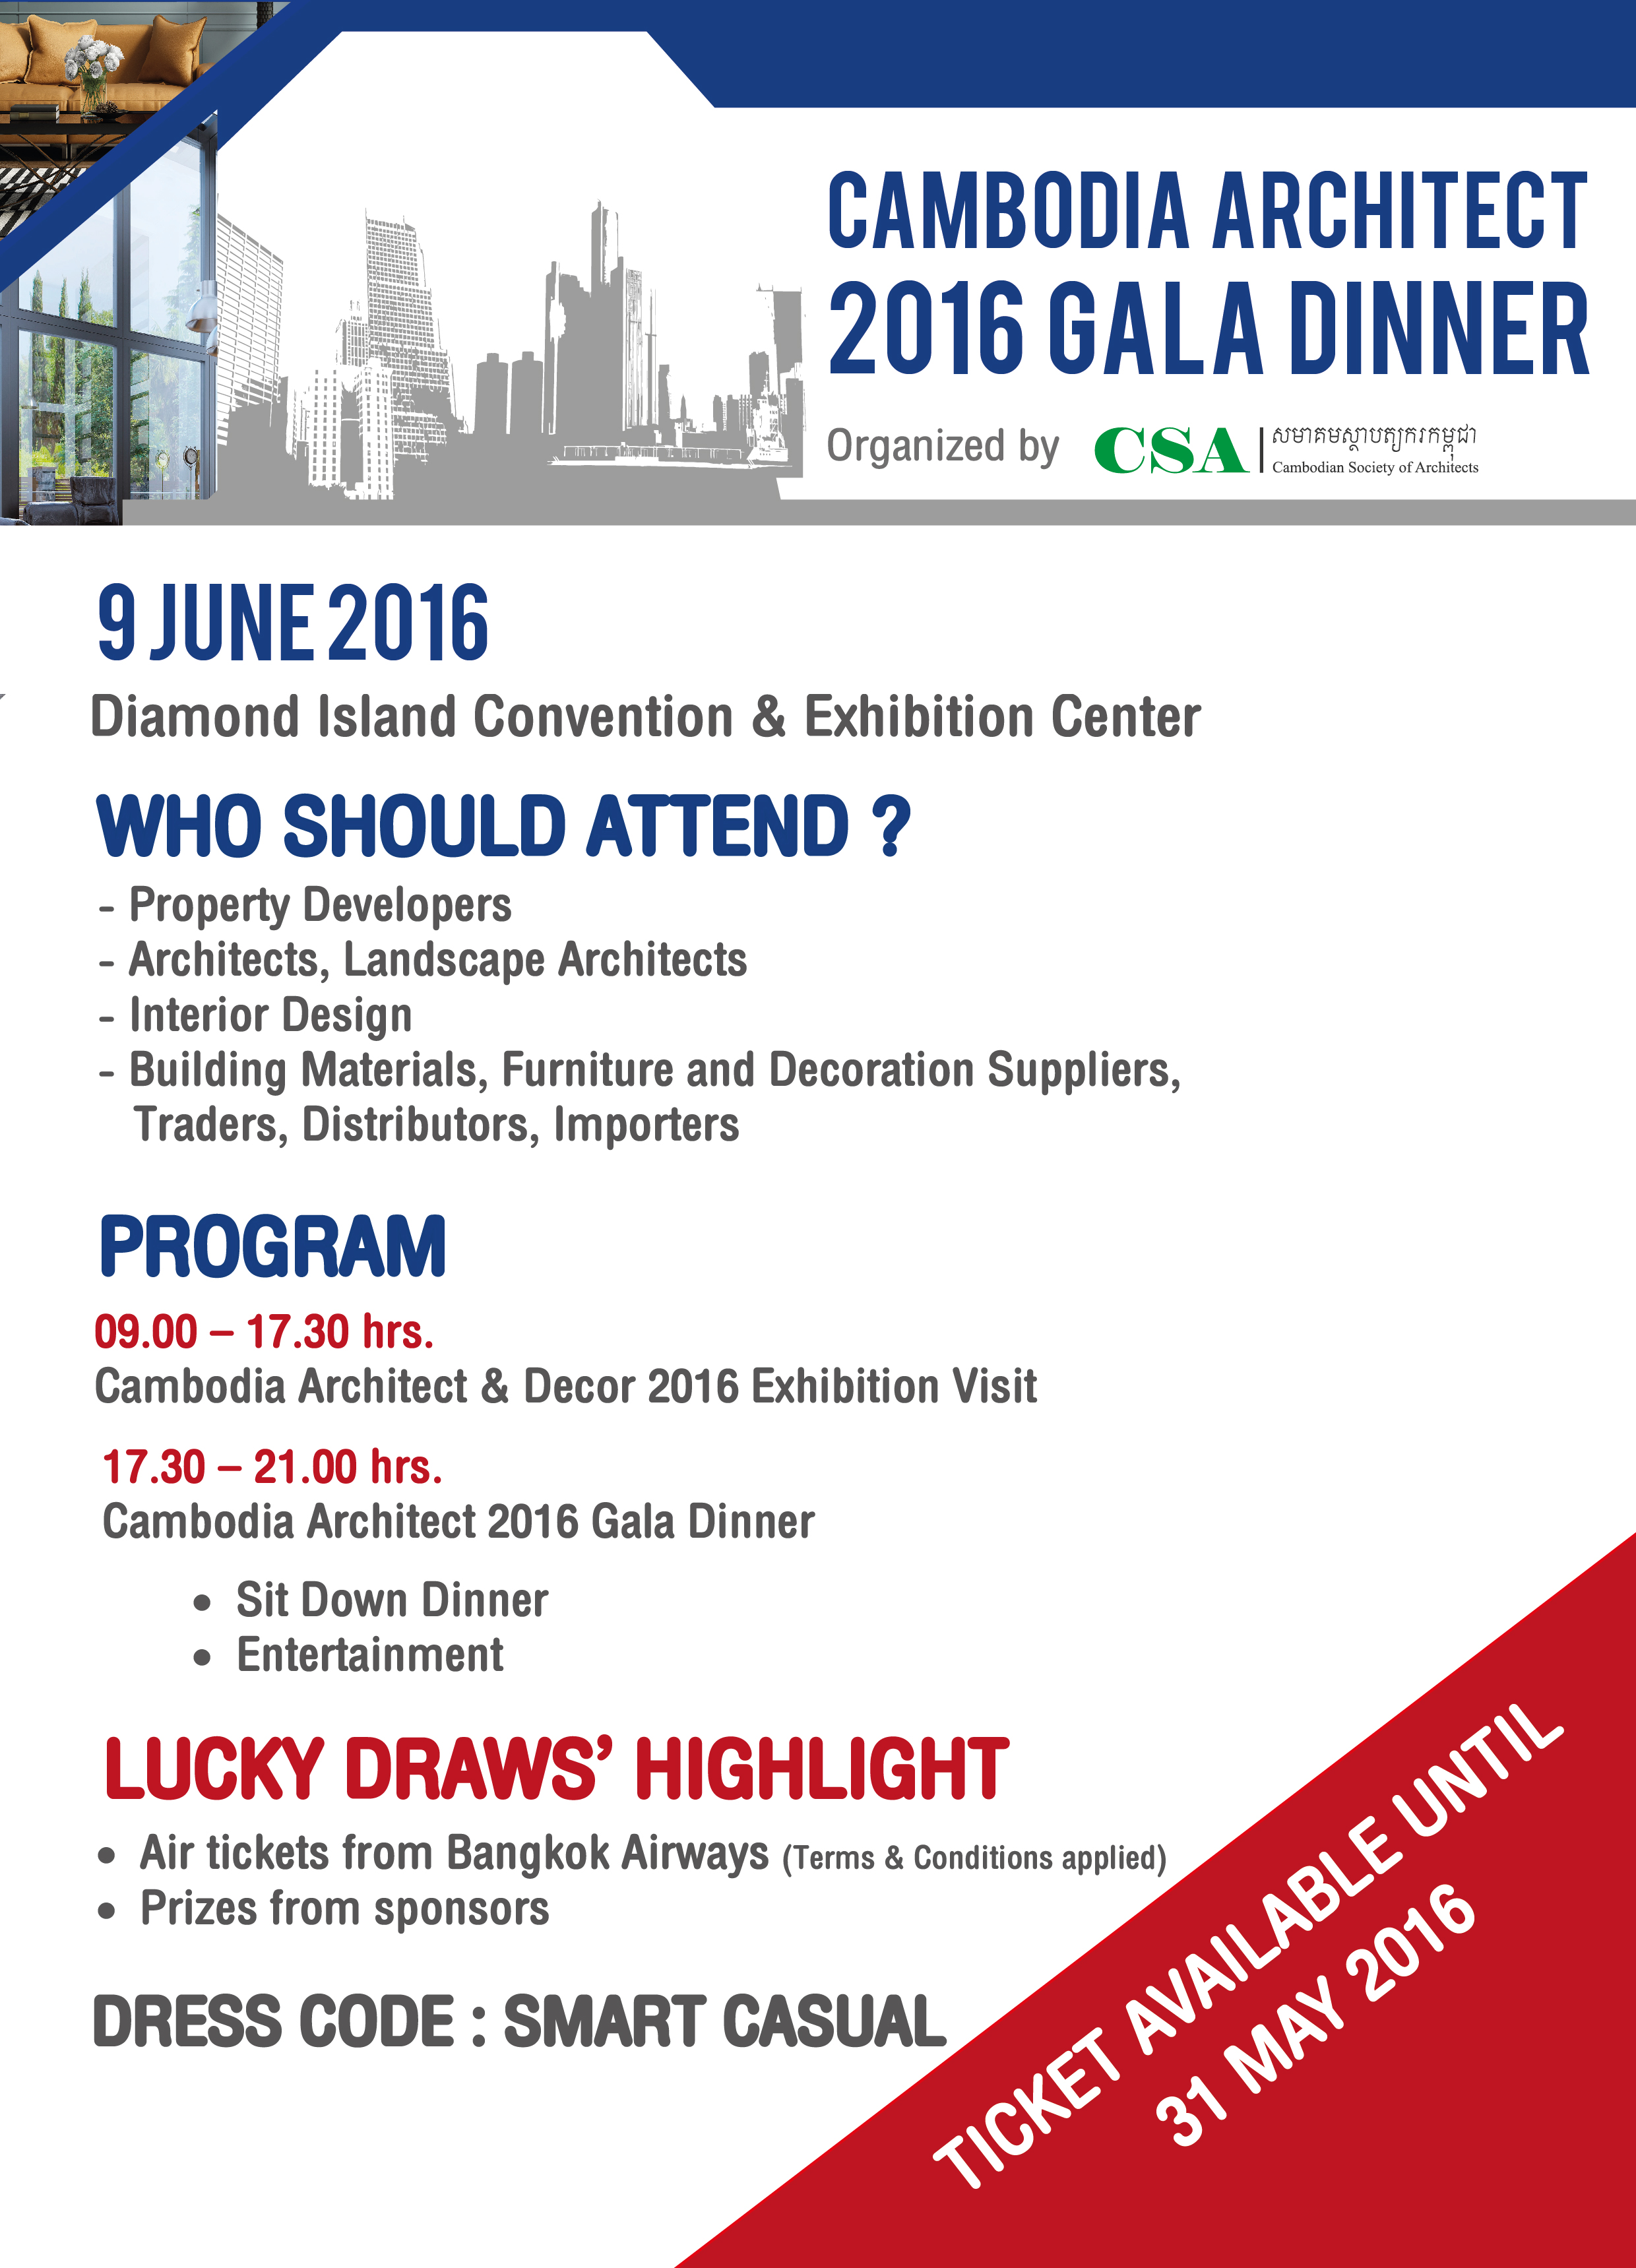 CAMBODIA ARCHITECT
2016 GALA DINNER
Organized by
CSA
សមាគមស្ថាបត្យករកម្ពុជា
Cambodian Society of Architects
9 JUNE 2016
Diamond Island Convention & Exhibition Center
WHO SHOULD ATTEND ?
- Property Developers
- Architects, Landscape Architects
- Interior Design
- Building Materials, Furniture and Decoration Suppliers,
Traders, Distributors, Importers
PROGRAM
09.00 – 17.30 hrs.
Cambodia Architect & Decor 2016 Exhibition Visit
17.30 – 21.00 hrs.
Cambodia Architect 2016 Gala Dinner
• Sit Down Dinner
• Entertainment
LUCKY DRAWS’ HIGHLIGHT
• Air tickets from Bangkok Airways (Terms & Conditions applied)
• Prizes from sponsors
DRESS CODE : SMART CASUAL
TICKET AVAILABLE UNTIL
31 MAY 2016